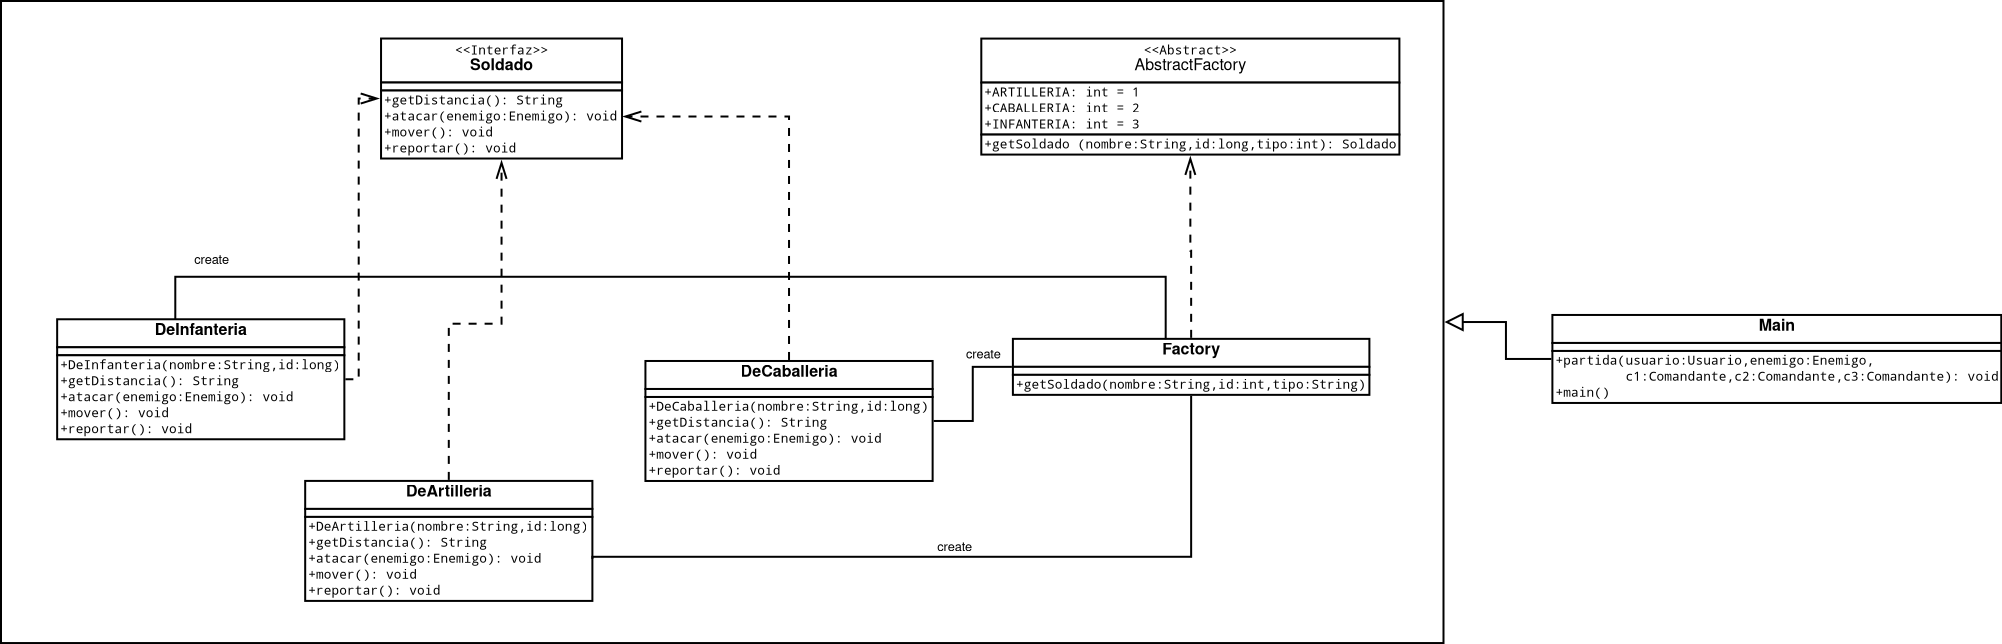 <<Interfaz>>
Soldado
+getDistancia(): String
+atacar(enemigo:Enemigo): void
+mover(): void
+reportar(): void
<<Abstract>>
AbstractFactory
+ARTILLERIA: int = 1
+CABALLERIA: int = 2
+INFANTERIA: int = 3
+getSoldado (nombre:String,id:long,tipo:int): Soldado
create
DeInfanteria
+DeInfanteria(nombre:String,id:long)
+getDistancia(): String
+atacar(enemigo:Enemigo): void
+mover(): void
+reportar(): void
DeArtilleria
+DeArtilleria(nombre:String,id:long)
+getDistancia(): String
+atacar(enemigo:Enemigo): void
+mover(): void
+reportar(): void
DeCaballeria
+DeCaballeria(nombre:String,id:long)
+getDistancia(): String
+atacar(enemigo:Enemigo): void
+mover(): void
+reportar(): void
create
create
Factory
+getSoldado(nombre:String,id:int,tipo:String)
Main
+partida(usuario:Usuario,enemigo:Enemigo,
c1:Comandante,c2:Comandante,c3:Comandante): void
+main()